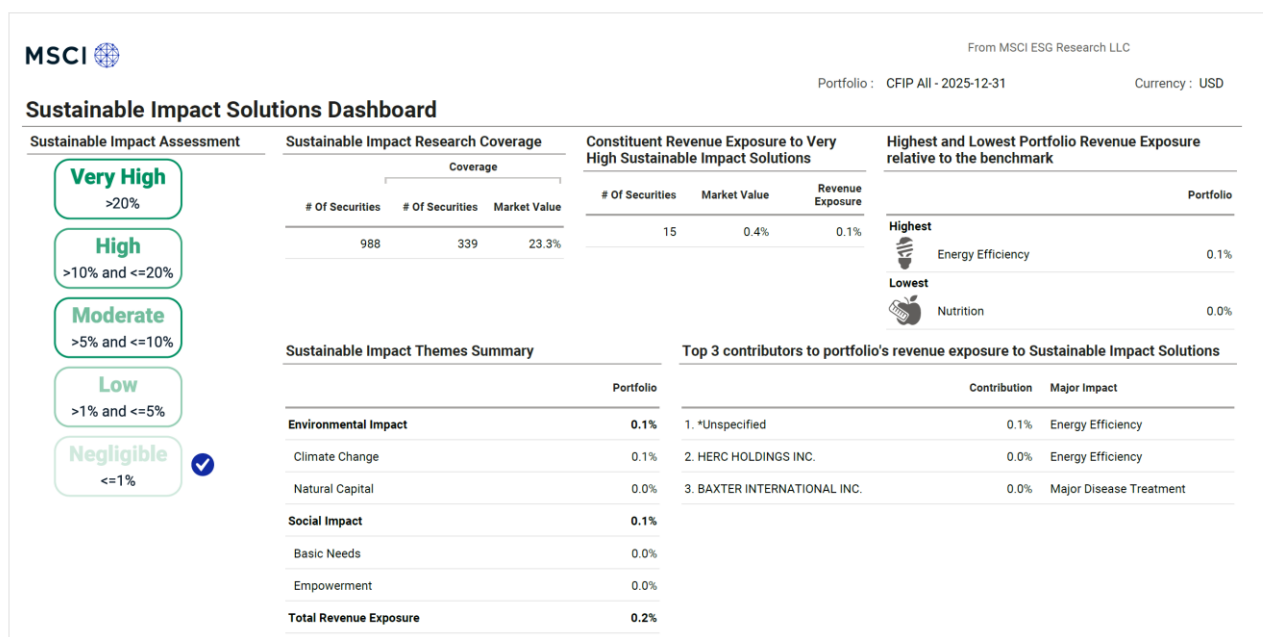 MSCI
From MSCI ESG Research LLC
Portfolio : CFIP All - 2025-12-31 Currency : USD
Sustainable Impact Solutions Dashboard
Sustainable Impact Assessment
Very High
>20%
High
>10% and <=20%
Moderate
>5% and <=10%
Low
>1% and <=5%
Negligible
<=1%
Sustainable Impact Research Coverage
Coverage
# Of Securities # Of Securities Market Value
988 339 23.3%
Constituent Revenue Exposure to Very
High Sustainable Impact Solutions
# Of Securities Market Value Revenue
Exposure
15 0.4% 0.1%
Highest and Lowest Portfolio Revenue Exposure
relative to the benchmark
Portfolio
Highest
Energy Efficiency 0.1%
Lowest
Nutrition 0.0%
Sustainable Impact Themes Summary
Portfolio
Environmental Impact 0.1%
Climate Change 0.1%
Natural Capital 0.0%
Social Impact 0.1%
Basic Needs 0.0%
Empowerment 0.0%
Total Revenue Exposure 0.2%
Top 3 contributors to portfolio's revenue exposure to Sustainable Impact Solutions
Contribution Major Impact
1. *Unspecified 0.1% Energy Efficiency
2. HERC HOLDINGS INC. 0.0% Energy Efficiency
3. BAXTER INTERNATIONAL INC. 0.0% Major Disease Treatment